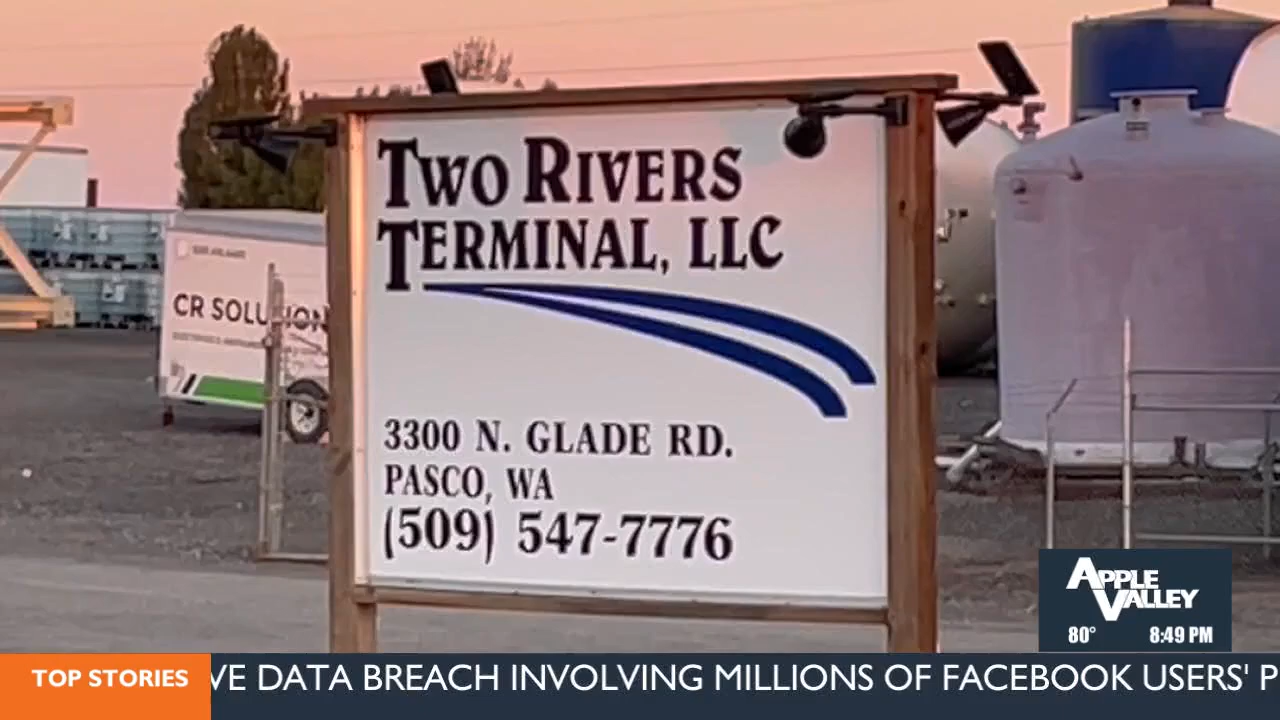 TWO RIVERS
TERMINAL, LLC
CR SOLUTION
3300 N. GLADE RD.
PASCO, WA
(509) 547-7776
APPLE
VALLEY
80° 8:49 PM
TOP STORIES VE DATA BREACH INVOLVING MILLIONS OF FACEBOOK USERS' P